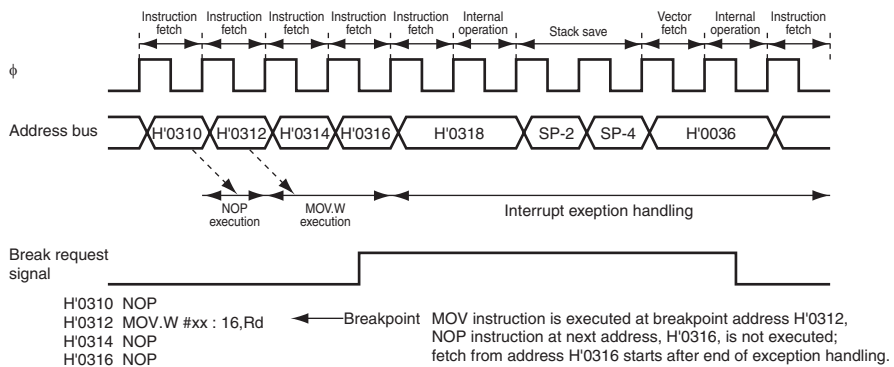 Instruction fetch
Instruction fetch
Instruction fetch
Instruction fetch
Instruction fetch
Internal operation
Stack save
Vector fetch
Internal operation
Instruction fetch
φ
Address bus
H'0310
H'0312
H'0314
H'0316
H'0318
SP-2
SP-4
H'0036
NOP execution
MOV.W execution
Interrupt exeption handling
Break request signal
H'0310 NOP
H'0312 MOV.W #xx : 16,Rd
H'0314 NOP
H'0316 NOP
Breakpoint
MOV instruction is executed at breakpoint address H'0312,
NOP instruction at next address, H'0316, is not executed;
fetch from address H'0316 starts after end of exception handling.